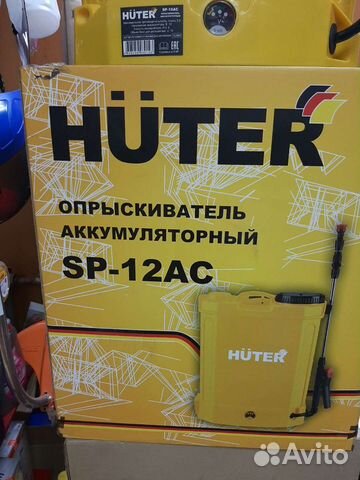 HÜTER
SP-12AC
HÜTER
ОПРЫСКИВАТЕЛЬ
АККУМУЛЯТОРНЫЙ
SP-12AC
HÜTER
Avito